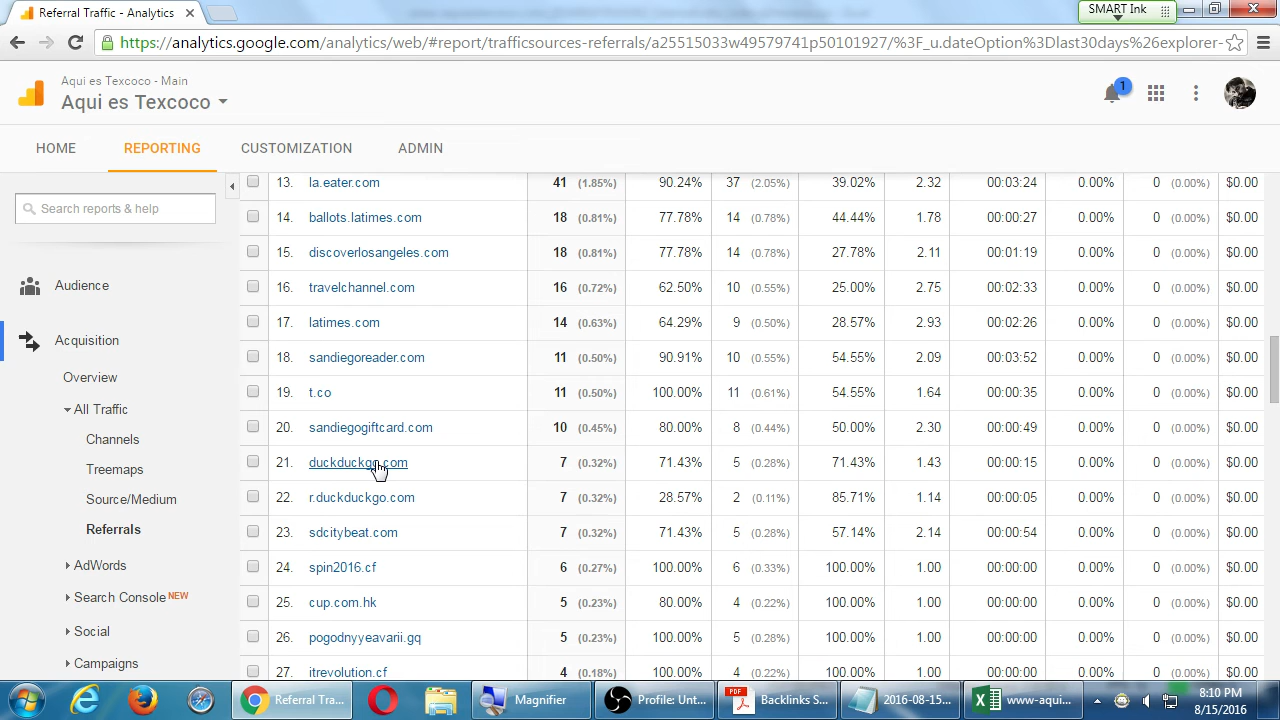 Referral Traffic - Analytics
SMART Ink
https://analytics.google.com/analytics/web/#report/trafficsources-referrals/a25515033w49579741p50101927/%3F_u.dateOption%3Dlast30days%26explorer-
Aqui es Texcoco - Main
Aqui es Texcoco
1
HOME REPORTING CUSTOMIZATION ADMIN
Search reports & help
Audience
Acquisition
Overview
All Traffic
Channels
Treemaps
Source/Medium
Referrals
AdWords
Search Console NEW
Social
Campaigns
13. la.eater.com 41 (1.85%) 90.24% 37 (2.05%) 39.02% 2.32 00:03:24 0.00% 0 (0.00%) $0.00
14. ballots.latimes.com 18 (0.81%) 77.78% 14 (0.78%) 44.44% 1.78 00:00:27 0.00% 0 (0.00%) $0.00
15. discoverlosangeles.com 18 (0.81%) 77.78% 14 (0.78%) 27.78% 2.11 00:01:19 0.00% 0 (0.00%) $0.00
16. travelchannel.com 16 (0.72%) 62.50% 10 (0.55%) 25.00% 2.75 00:02:33 0.00% 0 (0.00%) $0.00
17. latimes.com 14 (0.63%) 64.29% 9 (0.50%) 28.57% 2.93 00:02:26 0.00% 0 (0.00%) $0.00
18. sandiegoreader.com 11 (0.50%) 90.91% 10 (0.55%) 54.55% 2.09 00:03:52 0.00% 0 (0.00%) $0.00
19. t.co 11 (0.50%) 100.00% 11 (0.61%) 54.55% 1.64 00:00:35 0.00% 0 (0.00%) $0.00
20. sandiegogiftcard.com 10 (0.45%) 80.00% 8 (0.44%) 50.00% 2.30 00:00:49 0.00% 0 (0.00%) $0.00
21. duckduckgo.com 7 (0.32%) 71.43% 5 (0.28%) 71.43% 1.43 00:00:15 0.00% 0 (0.00%) $0.00
22. r.duckduckgo.com 7 (0.32%) 28.57% 2 (0.11%) 85.71% 1.14 00:00:05 0.00% 0 (0.00%) $0.00
23. sdcitybeat.com 7 (0.32%) 71.43% 5 (0.28%) 57.14% 2.14 00:00:54 0.00% 0 (0.00%) $0.00
24. spin2016.cf 6 (0.27%) 100.00% 6 (0.33%) 100.00% 1.00 00:00:00 0.00% 0 (0.00%) $0.00
25. cup.com.hk 5 (0.23%) 80.00% 4 (0.22%) 100.00% 1.00 00:00:00 0.00% 0 (0.00%) $0.00
26. pogodnyyeavarii.gq 5 (0.23%) 100.00% 5 (0.28%) 100.00% 1.00 00:00:00 0.00% 0 (0.00%) $0.00
27. itrevolution.cf 4 (0.18%) 100.00% 4 (0.22%) 100.00% 1.00 00:00:00 0.00% 0 (0.00%) $0.00
Referral Tra... Magnifier Profile: Unt... PDF Backlinks S... 2016-08-15... www-aqui...
8:10 PM
8/15/2016